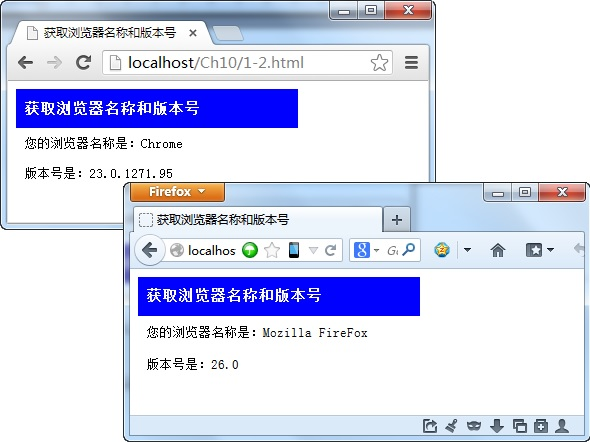 获取浏览器名称和版本号
localhost/Ch10/1-2.html
获取浏览器名称和版本号
您的浏览器名称是：Chrome
版本号是：23.0.1271.95
Firefox
获取浏览器名称和版本号
localhos
获取浏览器名称和版本号
您的浏览器名称是：Mozilla FireFox
版本号是：26.0